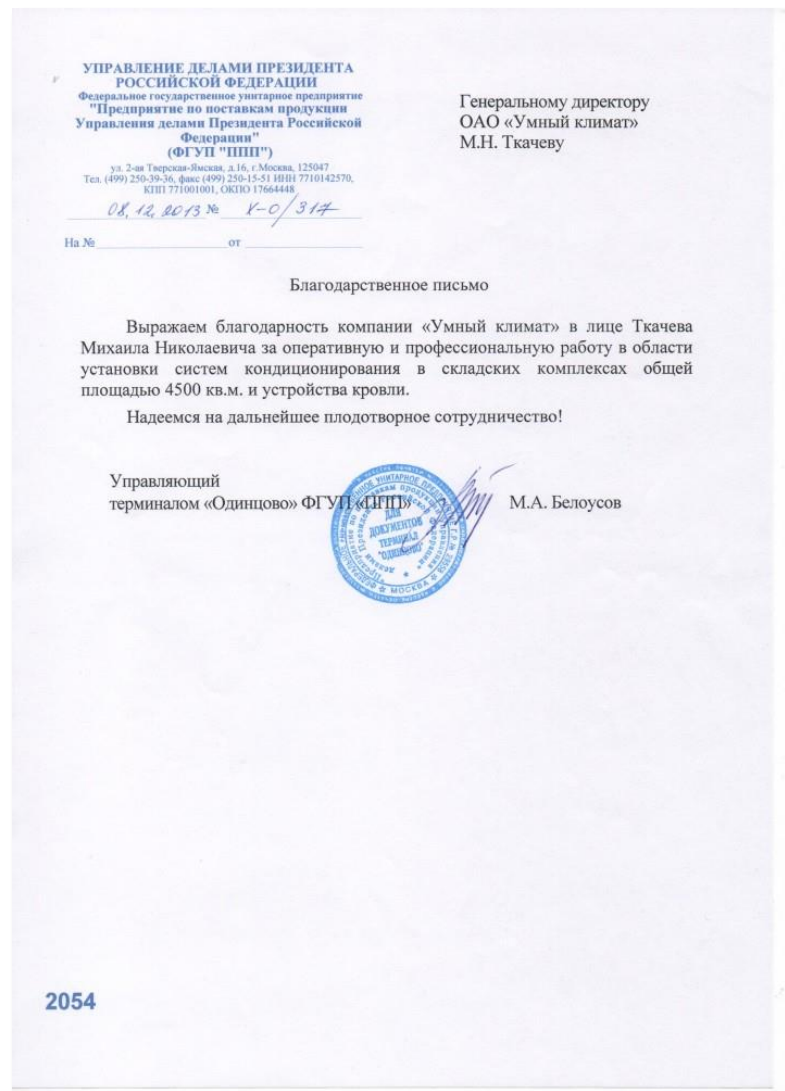 УПРАВЛЕНИЕ ДЕЛАМИ ПРЕЗИДЕНТА
РОССИЙСКОЙ ФЕДЕРАЦИИ
Федеральное государственное унитарное предприятие
"Предприятие по поставкам продукции
Управления делами Президента Российской
Федерации"
(ФГУП "ППП")
ул. 2-ая Тверская-Ямская, д.16, г.Москва, 125047
Тел. (499) 250-39-36, факс (499) 250-15-51 ИНН 7710142570,
КПП 771001001, ОКПО 17664448
08.12.2013 № Х-О/317
На № от
Генеральному директору
ОАО «Умный климат»
М.Н. Ткачеву
Благодарственное письмо
Выражаем благодарность компании «Умный климат» в лице Ткачева
Михаила Николаевича за оперативную и профессиональную работу в области
установки систем кондиционирования в складских комплексах общей
площадью 4500 кв.м. и устройства кровли.
Надеемся на дальнейшее плодотворное сотрудничество!
Управляющий
терминалом «Одинцово» ФГУП «ППП» М.А. Белоусов
ДЛЯ
ДОКУМЕНТОВ
ТЕРМИНАЛ
"ОДИНЦОВО"
МОСКВА
2054